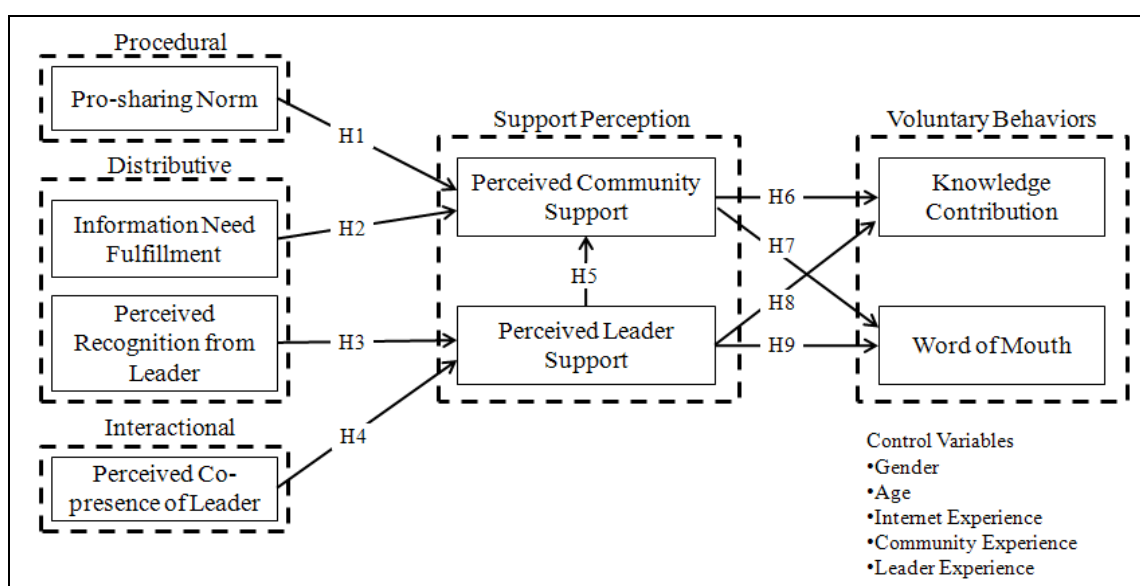 Procedural
Pro-sharing Norm
H1
Distributive
Information Need
Fulfillment
H2
Perceived
Recognition from
Leader
H3
Interactional
Perceived Co-
presence of Leader
H4
Support Perception
Perceived Community
Support
H5
Perceived Leader
Support
H6
H7
H8
H9
Voluntary Behaviors
Knowledge
Contribution
Word of Mouth
Control Variables
•Gender
•Age
•Internet Experience
•Community Experience
•Leader Experience